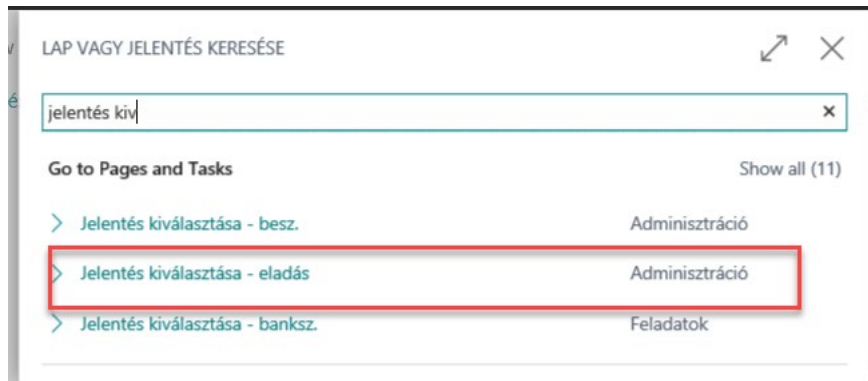 LAP VAGY JELENTÉS KERESÉSE
jelentés kiv
Go to Pages and Tasks Show all (11)
Jelentés kiválasztása - besz. Adminisztráció
Jelentés kiválasztása - eladás Adminisztráció
Jelentés kiválasztása - banksz. Feladatok